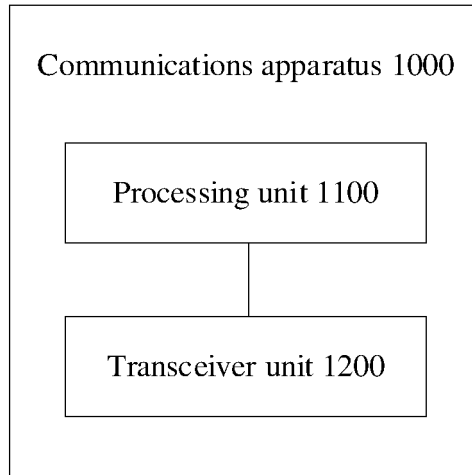 Communications apparatus 1000
Processing unit 1100
Transceiver unit 1200